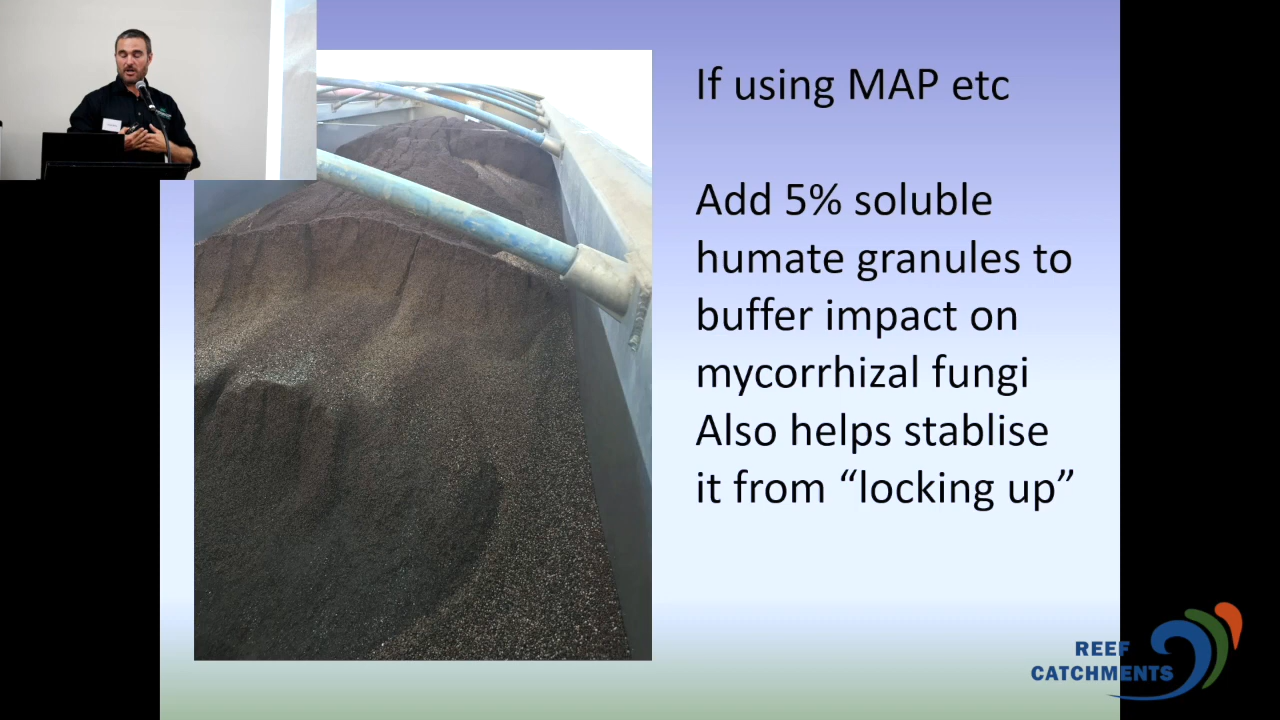 If using MAP etc
Add 5% soluble
humate granules to
buffer impact on
mycorrhizal fungi
Also helps stablise
it from “locking up”
REEF
CATCHMENTS